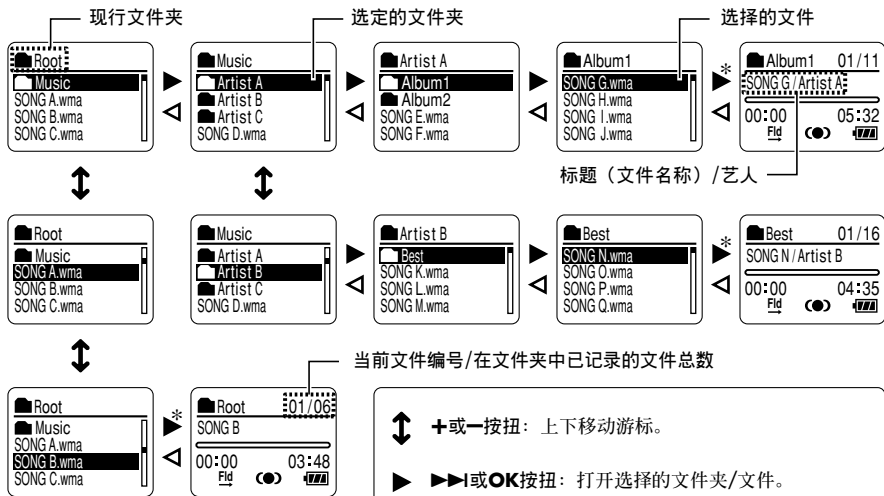 现行文件夹
选定的文件夹
选择的文件
Root
Music
SONG A.wma
SONG B.wma
SONG C.wma
Music
Artist A
Artist B
Artist C
SONG D.wma
Artist A
Album1
Album2
SONG E.wma
SONG F.wma
Album1
SONG G.wma
SONG H.wma
SONG I.wma
SONG J.wma
*
Album1 01/11
SONG G/Artist A
00:00 05:32
Fld
标题（文件名称）/艺人
Root
Music
SONG A.wma
SONG B.wma
SONG C.wma
Music
Artist A
Artist B
Artist C
SONG D.wma
Artist B
Best
SONG K.wma
SONG L.wma
SONG M.wma
Best
SONG N.wma
SONG O.wma
SONG P.wma
SONG Q.wma
*
Best 01/16
SONG N/Artist B
00:00 04:35
Fld
当前文件编号/在文件夹中已记录的文件总数
Root
Music
SONG A.wma
SONG B.wma
SONG C.wma
*
Root 01/06
SONG B
00:00 03:48
Fld
+或−按扭：上下移动游标。
▶▶I或OK按扭：打开选择的文件夹/文件。